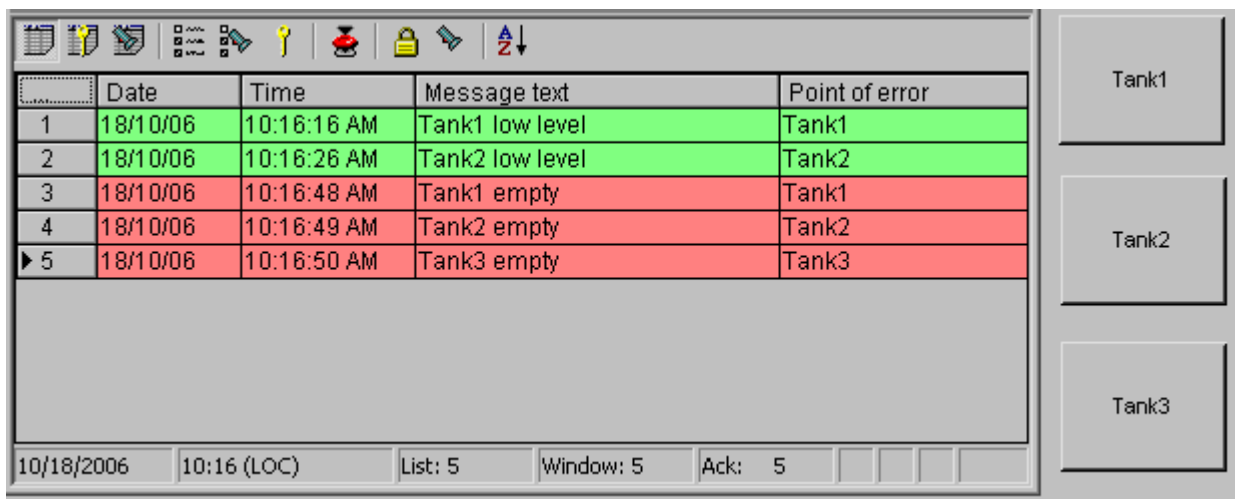 A Z
... Date Time Message text Point of error
1 18/10/06 10:16:16 AM Tank1 low level Tank1
2 18/10/06 10:16:26 AM Tank2 low level Tank2
3 18/10/06 10:16:48 AM Tank1 empty Tank1
4 18/10/06 10:16:49 AM Tank2 empty Tank2
5 18/10/06 10:16:50 AM Tank3 empty Tank3
10/18/2006 10:16 (LOC) List: 5 Window: 5 Ack: 5
Tank1
Tank2
Tank3